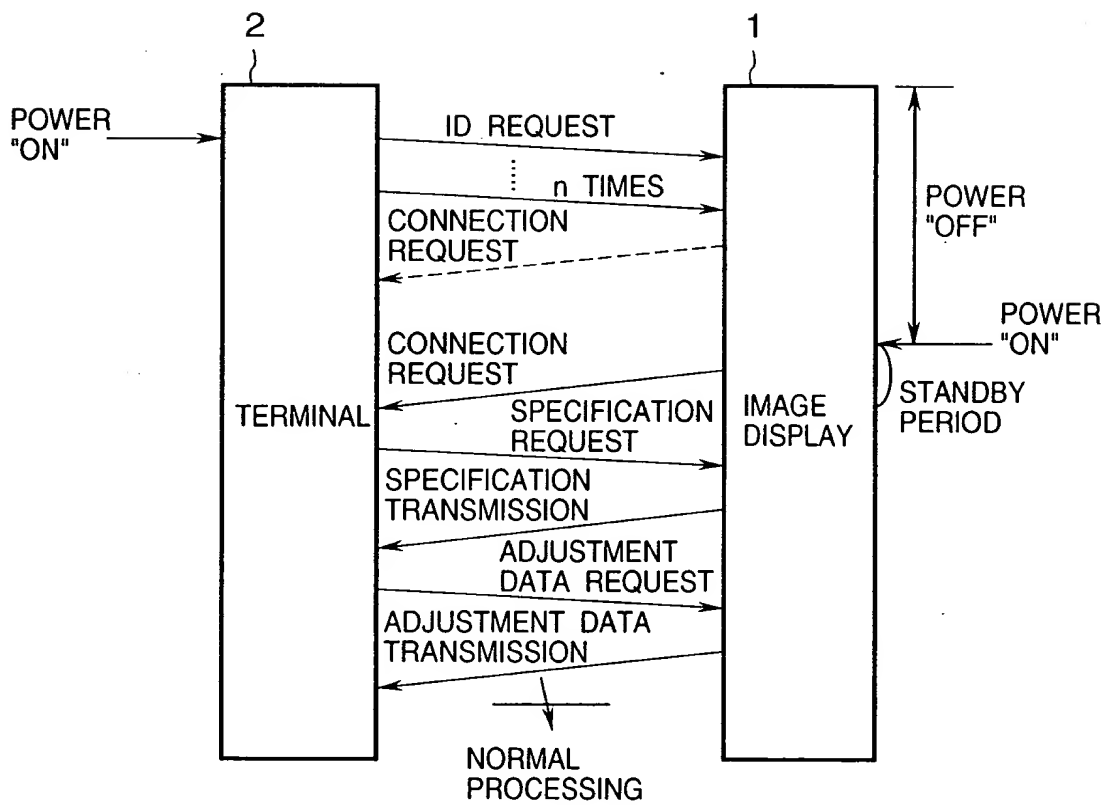 2
1
POWER
"ON"
ID REQUEST
n TIMES
CONNECTION
REQUEST
POWER
"OFF"
POWER
"ON"
CONNECTION
REQUEST
STANDBY
PERIOD
TERMINAL
SPECIFICATION
REQUEST
IMAGE
DISPLAY
SPECIFICATION
TRANSMISSION
ADJUSTMENT
DATA REQUEST
ADJUSTMENT DATA
TRANSMISSION
NORMAL
PROCESSING